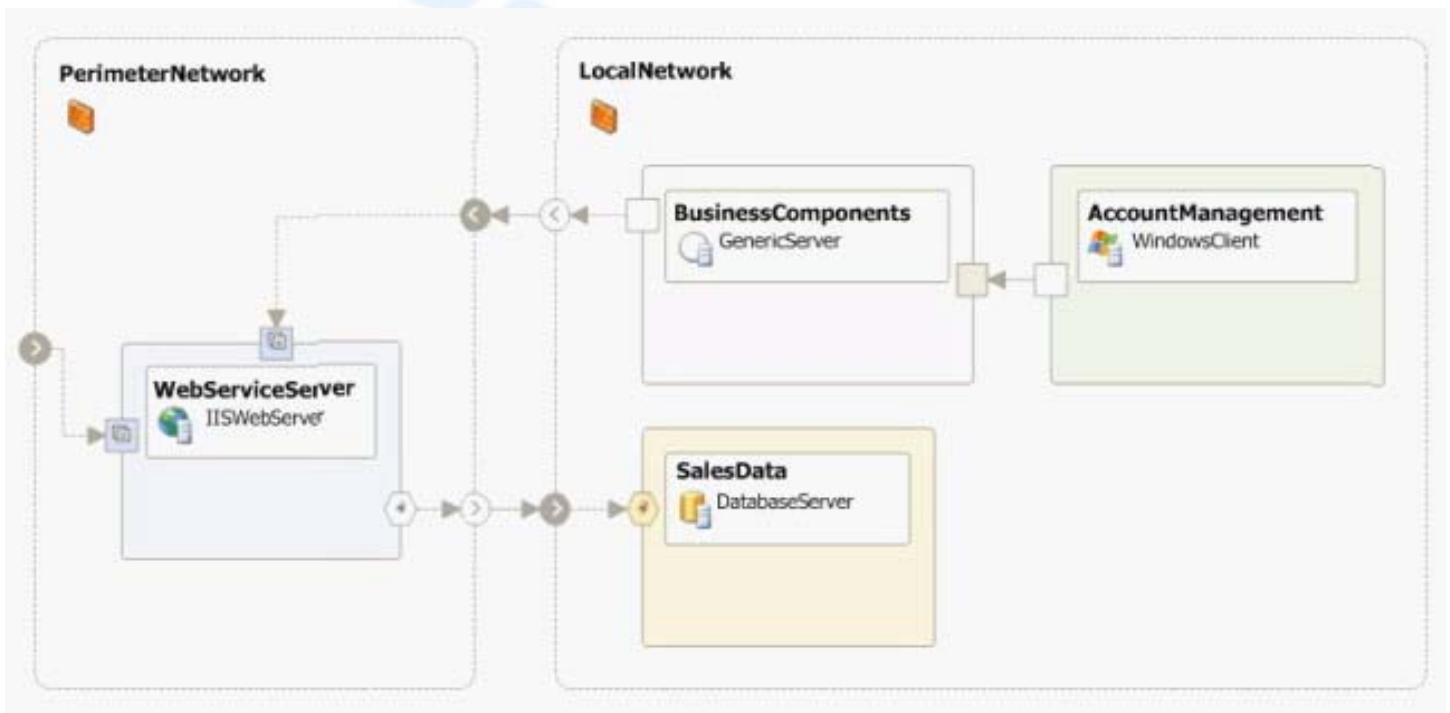 PerimeterNetwork
LocalNetwork
BusinessComponents
GenericServer
AccountManagement
WindowsClient
WebServiceServer
IISWebServer
SalesData
DatabaseServer